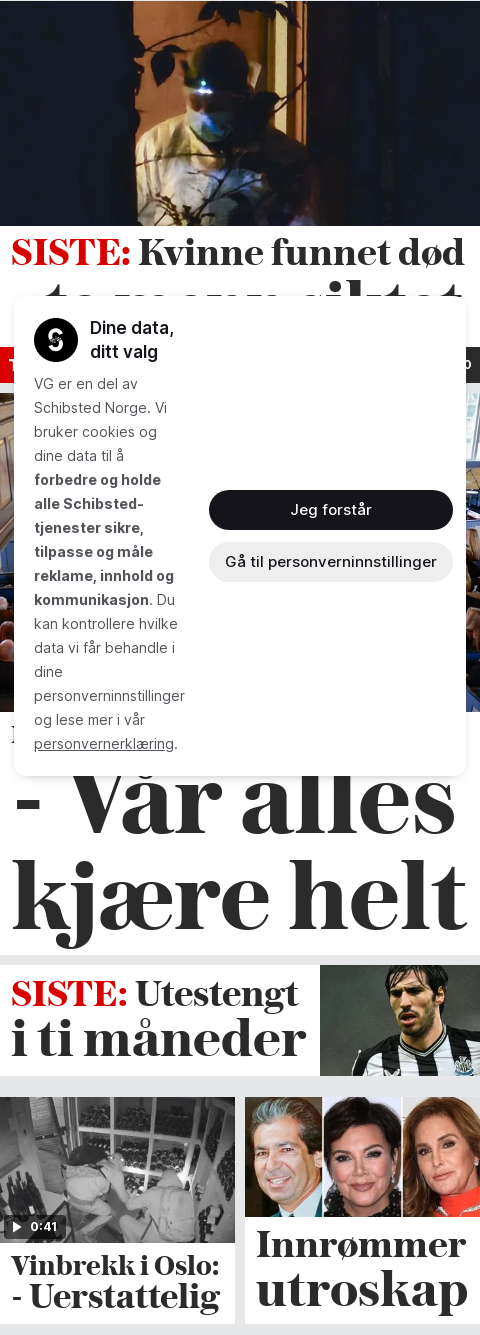 SISTE: Kvinne funnet død
Dine data,
ditt valg
VG er en del av
Schibsted Norge. Vi
bruker cookies og
dine data til å
forbedre og holde
alle Schibsted-
tjenester sikre,
tilpasse og måle
reklame, innhold og
kommunikasjon. Du
kan kontrollere hvilke
data vi får behandle i
dine
personverninnstillinger
og lese mer i vår
personvernerklæring.
Jeg forstår
Gå til personverninnstillinger
- Vår alles
kjære helt
SISTE: Utestengt
i ti måneder
0:41
Vinbrekk i Oslo:
- Uerstattelig
Innrømmer
utroskap